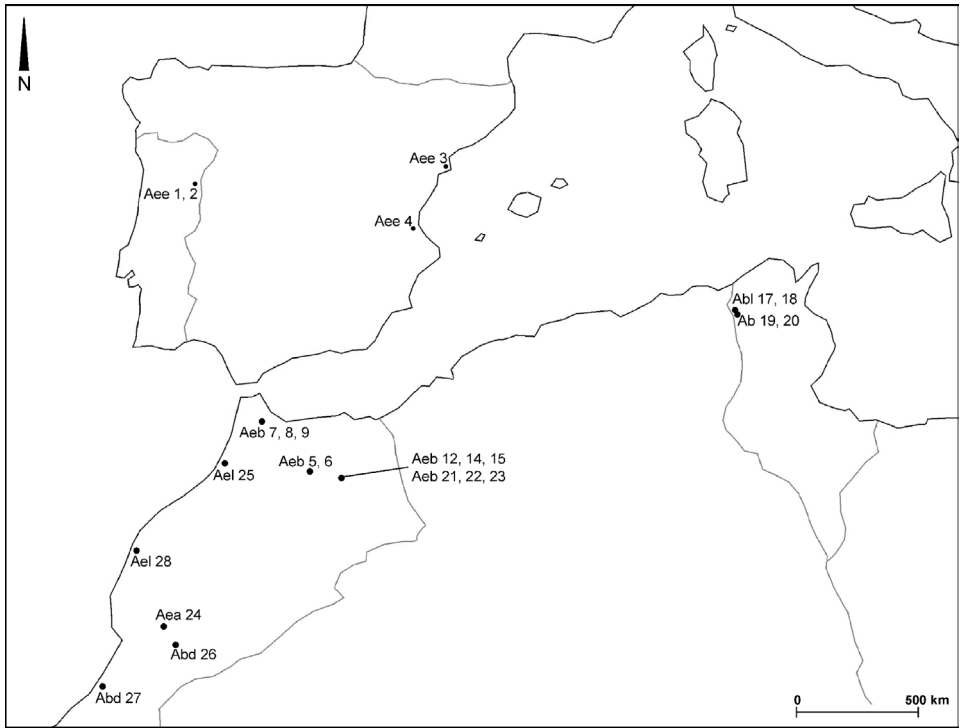 N
Aee 3
Aee 1, 2
Aee 4
Abl 17, 18
Ab 19, 20
Aeb 7, 8, 9
Aeb 5, 6
Aeb 12, 14, 15
Aeb 21, 22, 23
Ael 25
Ael 28
Aea 24
Abd 26
Abd 27
0
500 km